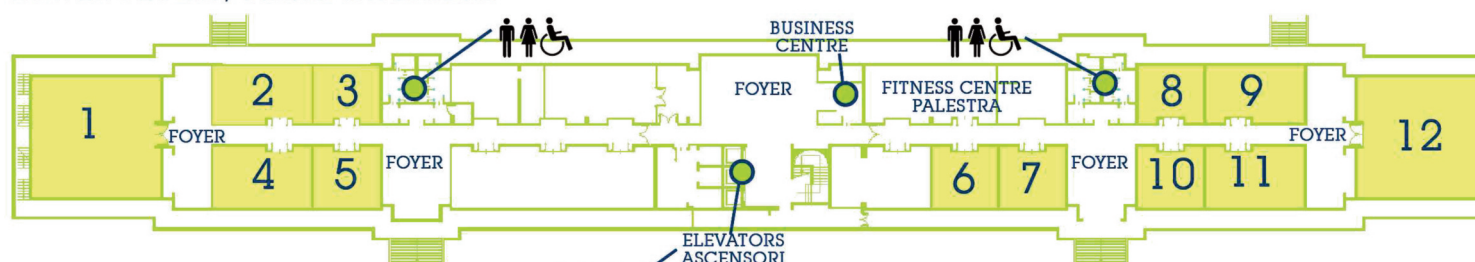 BUSINESS
CENTRE
1
2
3
FOYER
FOYER
4
5
FOYER
FITNESS CENTRE
PALESTRA
8
9
FOYER
12
6
7
FOYER
10
11
ELEVATORS
ASCENSORI